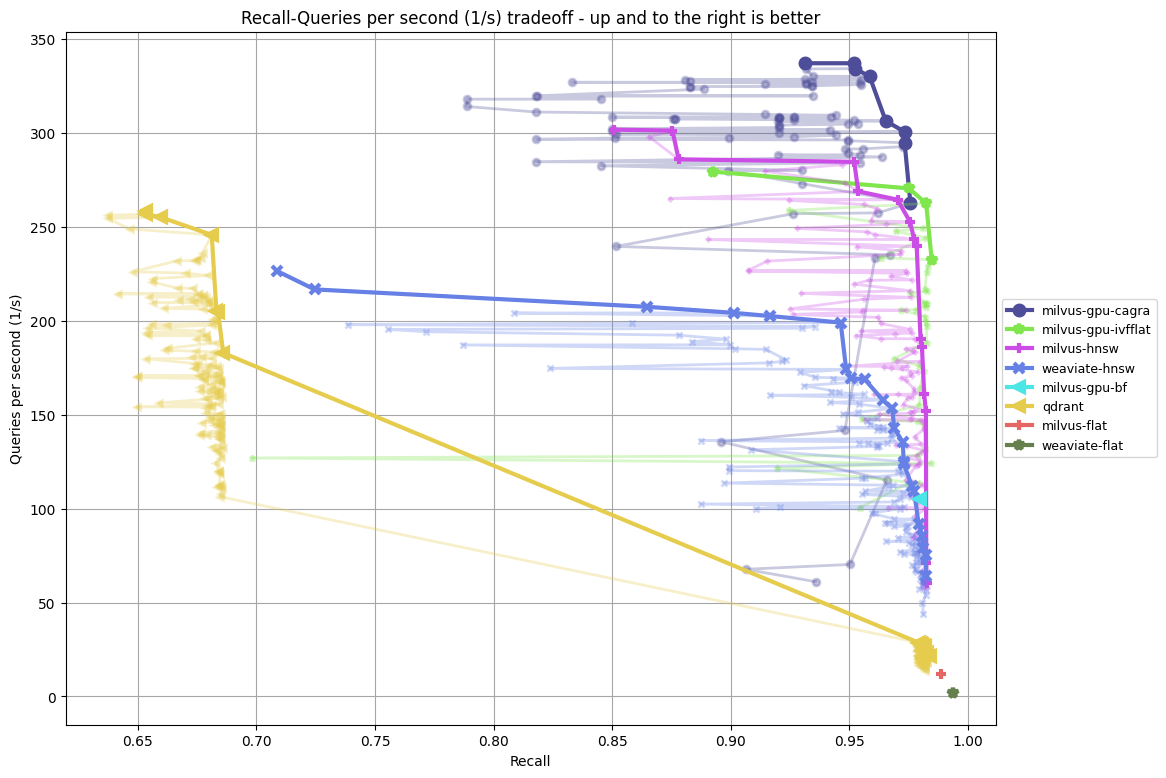 Recall-Queries per second (1/s) tradeoff - up and to the right is better
350
300
250
200
150
100
50
0
Queries per second (1/s)
0.65
0.70
0.75
0.80
0.85
0.90
0.95
1.00
Recall
milvus-gpu-cagra
milvus-gpu-ivfflat
milvus-hnsw
weaviate-hnsw
milvus-gpu-bf
qdrant
milvus-flat
weaviate-flat